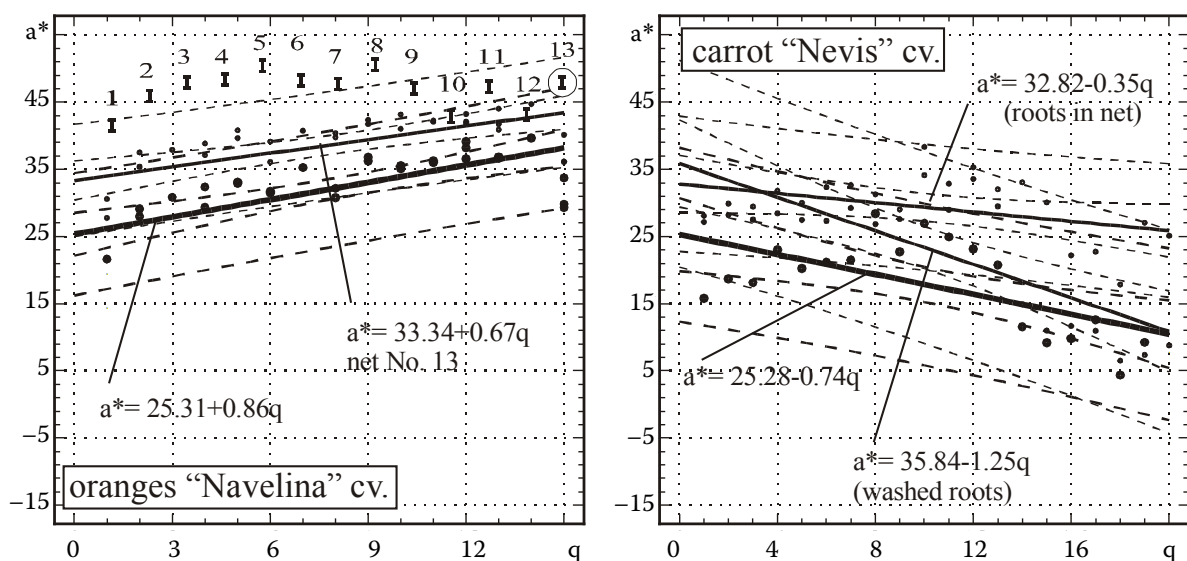 a*
45
35
25
15
5
−5
−15
1
2
3
4
5
6
7
8
9
10
11
12
13
a*= 33.34+0.67q
net No. 13
a*= 25.31+0.86q
oranges “Navelina” cv.
0
3
6
9
12
q
a*
45
35
25
15
5
−5
−15
carrot “Nevis” cv.
a*= 32.82-0.35q
(roots in net)
a*= 25.28-0.74q
a*= 35.84-1.25q
(washed roots)
0
4
8
12
16
q